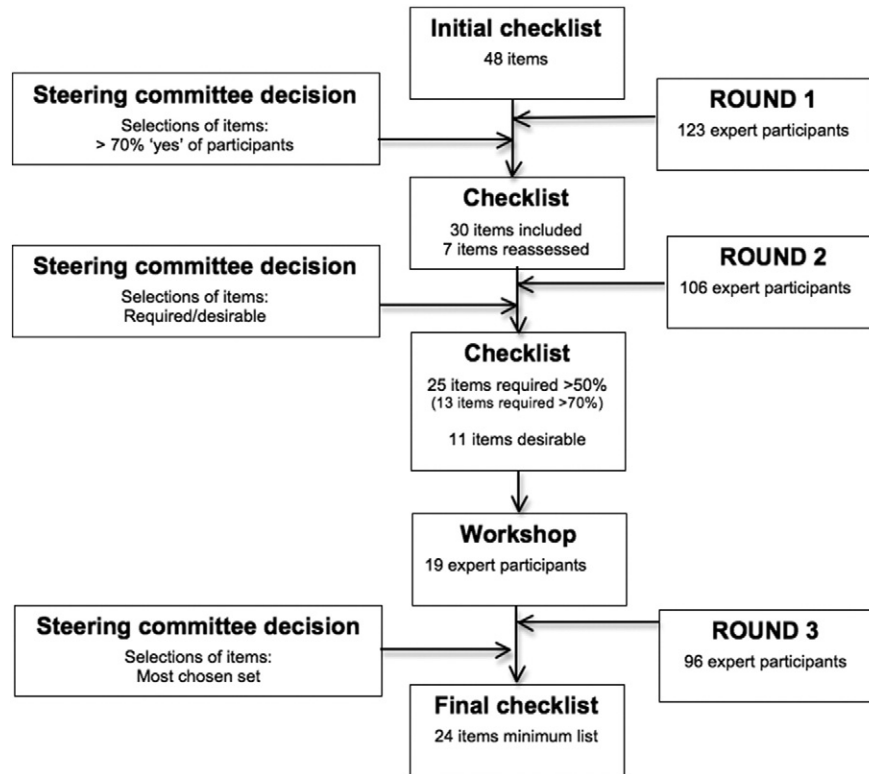 Initial checklist
48 items
Steering committee decision
Selections of items:
> 70% 'yes' of participants
ROUND 1
123 expert participants
Checklist
30 items included
7 items reassessed
Steering committee decision
Selections of items:
Required/desirable
ROUND 2
106 expert participants
Checklist
25 items required >50%
(13 items required >70%)
11 items desirable
Workshop
19 expert participants
Steering committee decision
Selections of items:
Most chosen set
ROUND 3
96 expert participants
Final checklist
24 items minimum list